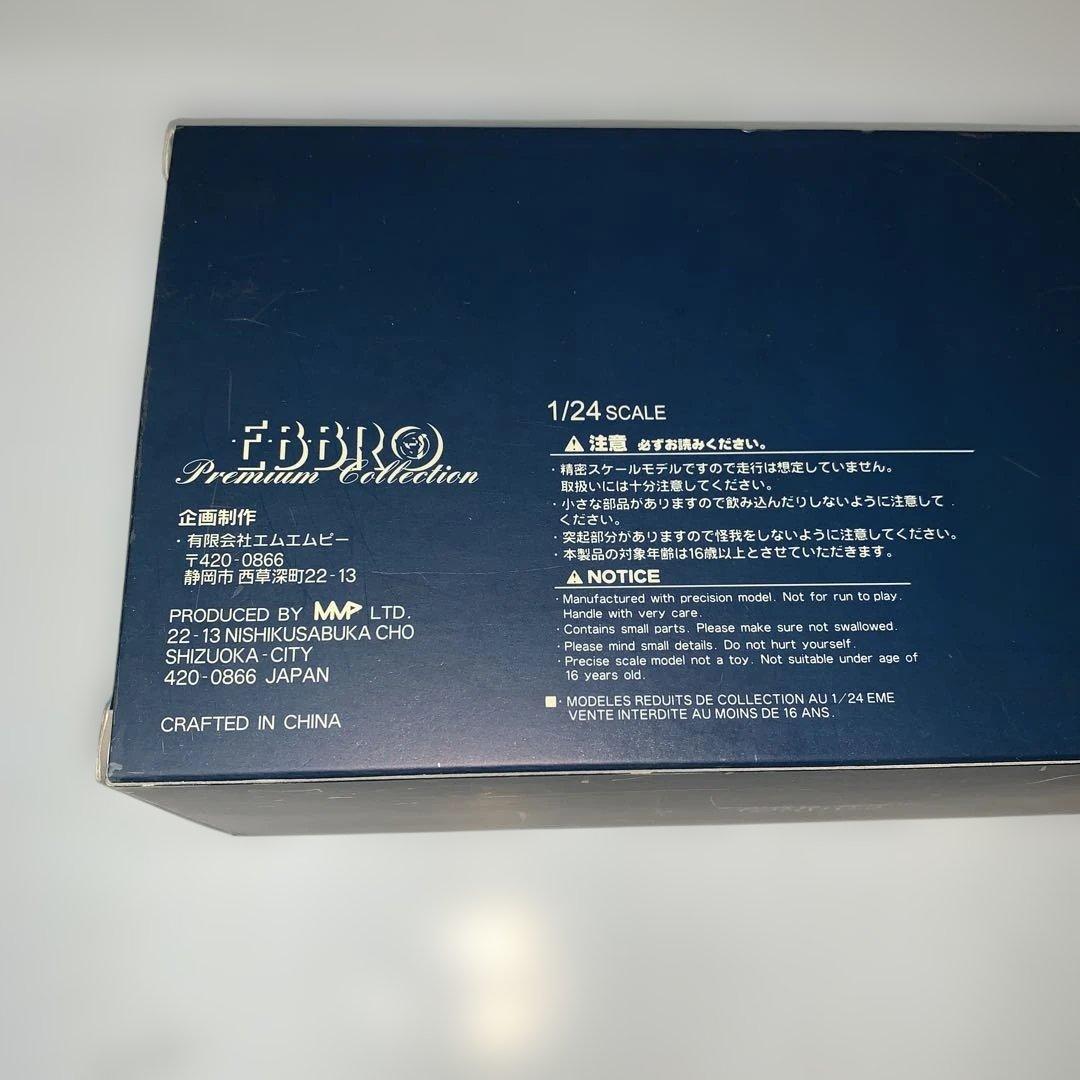 EBBRO
Premium Collection
企画制作
・有限会社エムエムピー
〒420-0866
静岡市 西草深町22-13
PRODUCED BY MMP LTD.
22-13 NISHIKUSABUKA CHO
SHIZUOKA-CITY
420-0866 JAPAN
CRAFTED IN CHINA
1/24 SCALE
⚠ 注意 必ずお読みください。
・精密スケールモデルですので走行は想定していません。
取扱いには十分注意してください。
・小さな部品がありますので飲み込んだりしないように注意して
ください。
・突起部分がありますので怪我をしないように注意してください。
・本製品の対象年齢は16歳以上とさせていただきます。
⚠ NOTICE
・Manufactured with precision model. Not for run to play.
Handle with very care.
・Contains small parts. Please make sure not swallowed.
・Please mind small details. Do not hurt yourself.
・Precise scale model not a toy. Not suitable under age of
16 years old.
■・MODELES REDUITS DE COLLECTION AU 1/24 EME
VENTE INTERDITE AU MOINS DE 16 ANS.